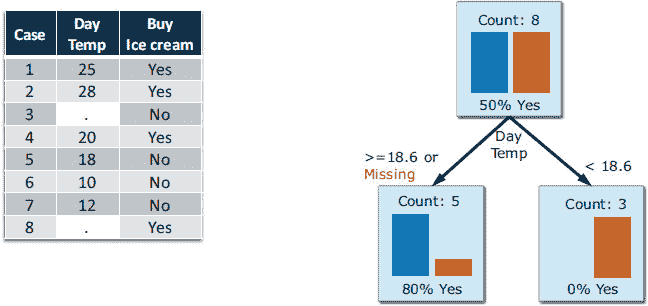 Case Day Temp Buy Ice cream
1 25 Yes
2 28 Yes
3 . No
4 20 Yes
5 18 No
6 10 No
7 12 No
8 . Yes
Count: 8
50% Yes
>=18.6 or
Missing
Day
Temp
< 18.6
Count: 5
80% Yes
Count: 3
0% Yes